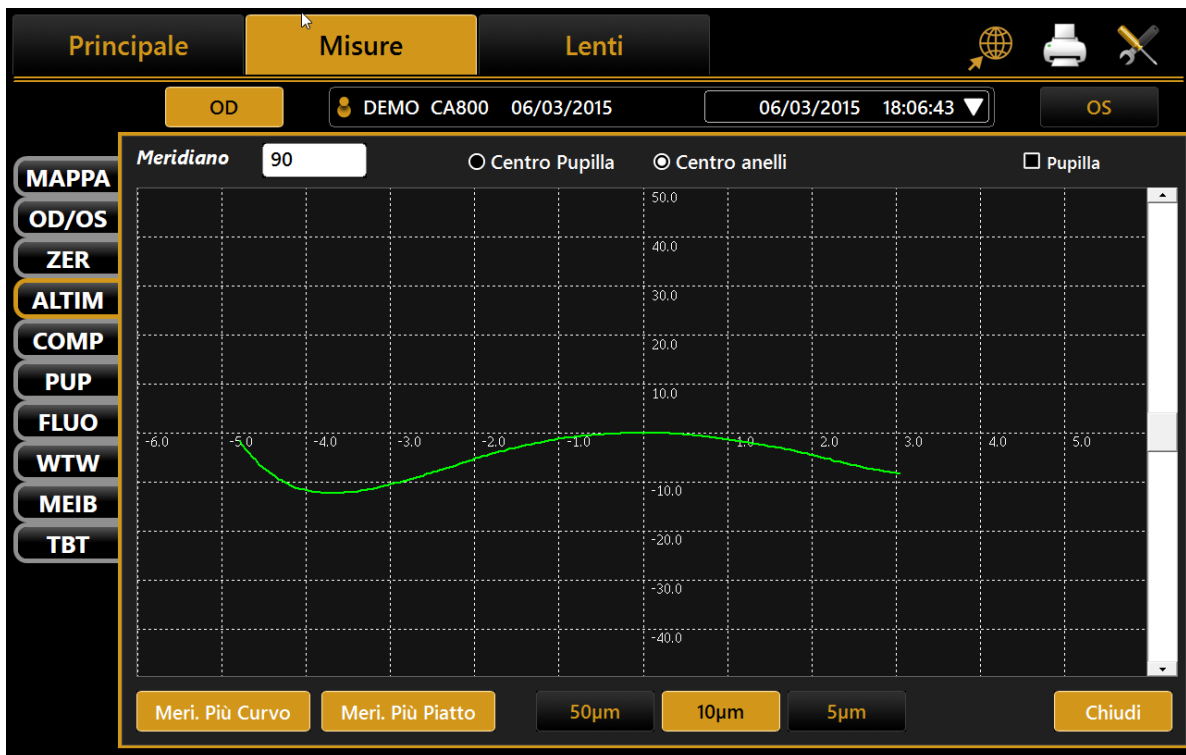 Principale Misure Lenti
OD DEMO CA800 06/03/2015 06/03/2015 18:06:43 OS
Meridiano 90 Centro Pupilla Centro anelli Pupilla
MAPPA
OD/OS
ZER
ALTIM
COMP
PUP
FLUO
WTW
MEIB
TBT
50.0
40.0
30.0
20.0
10.0
-6.0 -5.0 -4.0 -3.0 -2.0 -1.0 1.0 2.0 3.0 4.0 5.0
-10.0
-20.0
-30.0
-40.0
Meri. Più Curvo Meri. Più Piatto 50µm 10µm 5µm Chiudi